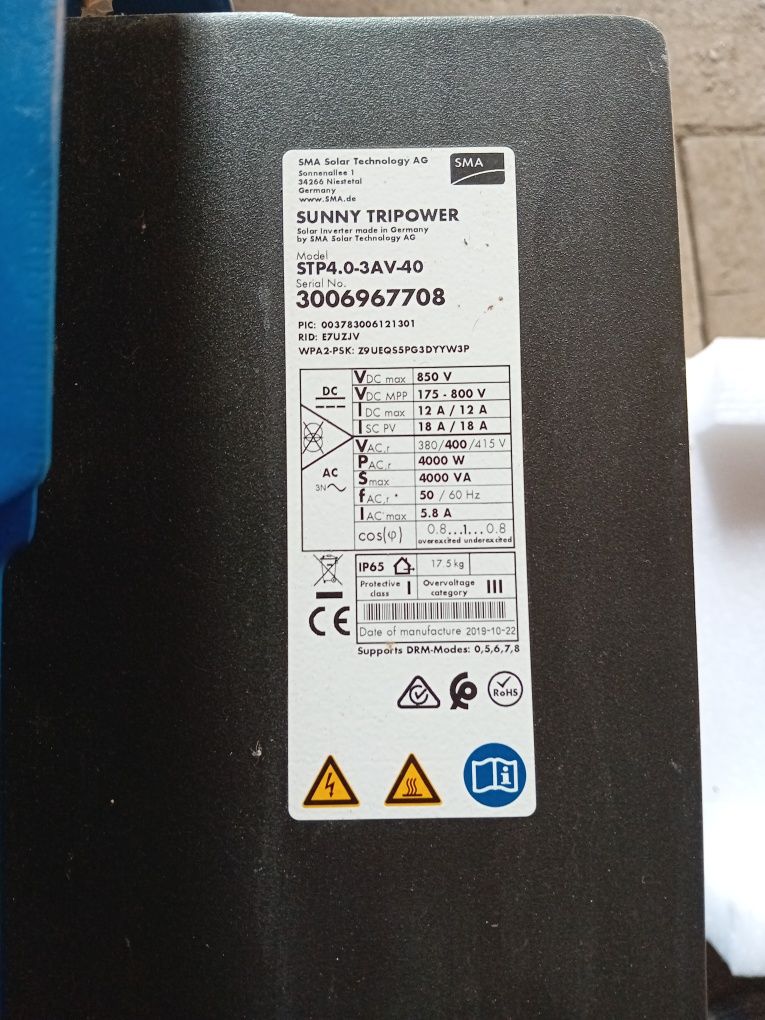 SMA Solar Technology AG
SMA
Sonnenallee 1
34266 Niestetal
Germany
www.SMA.de
SUNNY TRIPOWER
Solar Inverter made in Germany
by SMA Solar Technology AG
Model
STP4.0-3AV-40
Serial No.
3006967708
PIC: 003783006121301
RID: E7UZJV
WPA2-PSK: Z9UEQS5PG3DYYW3P
DC
VDC max 850 V
VDC MPP 175 - 800 V
IDC max 12 A / 12 A
ISC PV 18 A / 18 A
AC
3N
VAC,r 380/400/415 V
PAC,r 4000 W
Smax 4000 VA
fAC,r * 50 / 60 Hz
IAC max 5.8 A
cos(φ) 0.8...1...0.8
overexcited underexcited
IP65 17.5 kg
Protective class I Overvoltage category III
CE
Date of manufacture 2019-10-22
Supports DRM-Modes: 0,5,6,7,8
RoHS